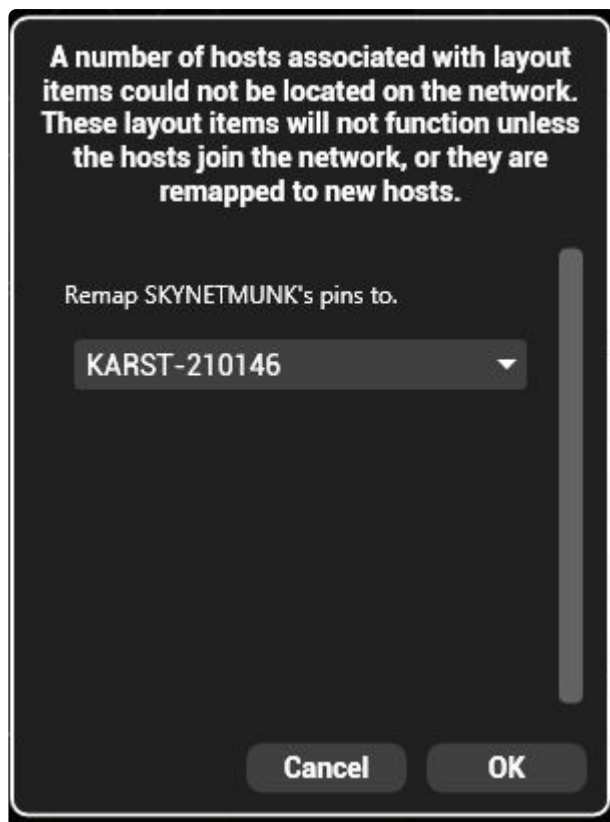 A number of hosts associated with layout
items could not be located on the network.
These layout items will not function unless
the hosts join the network, or they are
remapped to new hosts.
Remap SKYNETMUNK's pins to.
KARST-210146
Cancel OK